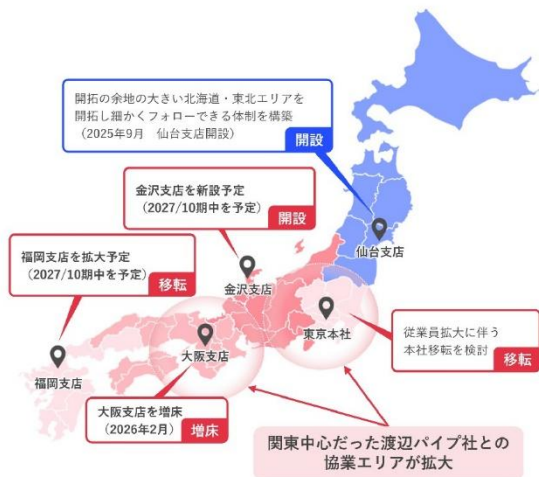 開拓の余地の大きい北海道・東北エリアを
開拓し細かくフォローできる体制を構築
（2025年9月　仙台支店開設）
開設
金沢支店を新設予定
（2027/10期中を予定）
開設
仙台支店
福岡支店を拡大予定
（2027/10期中を予定）
移転
金沢支店
東京本社
従業員拡大に伴う
本社移転を検討
移転
大阪支店
福岡支店
大阪支店を増床
（2026年2月）
増床
関東中心だった渡辺パイプ社との
協業エリアが拡大